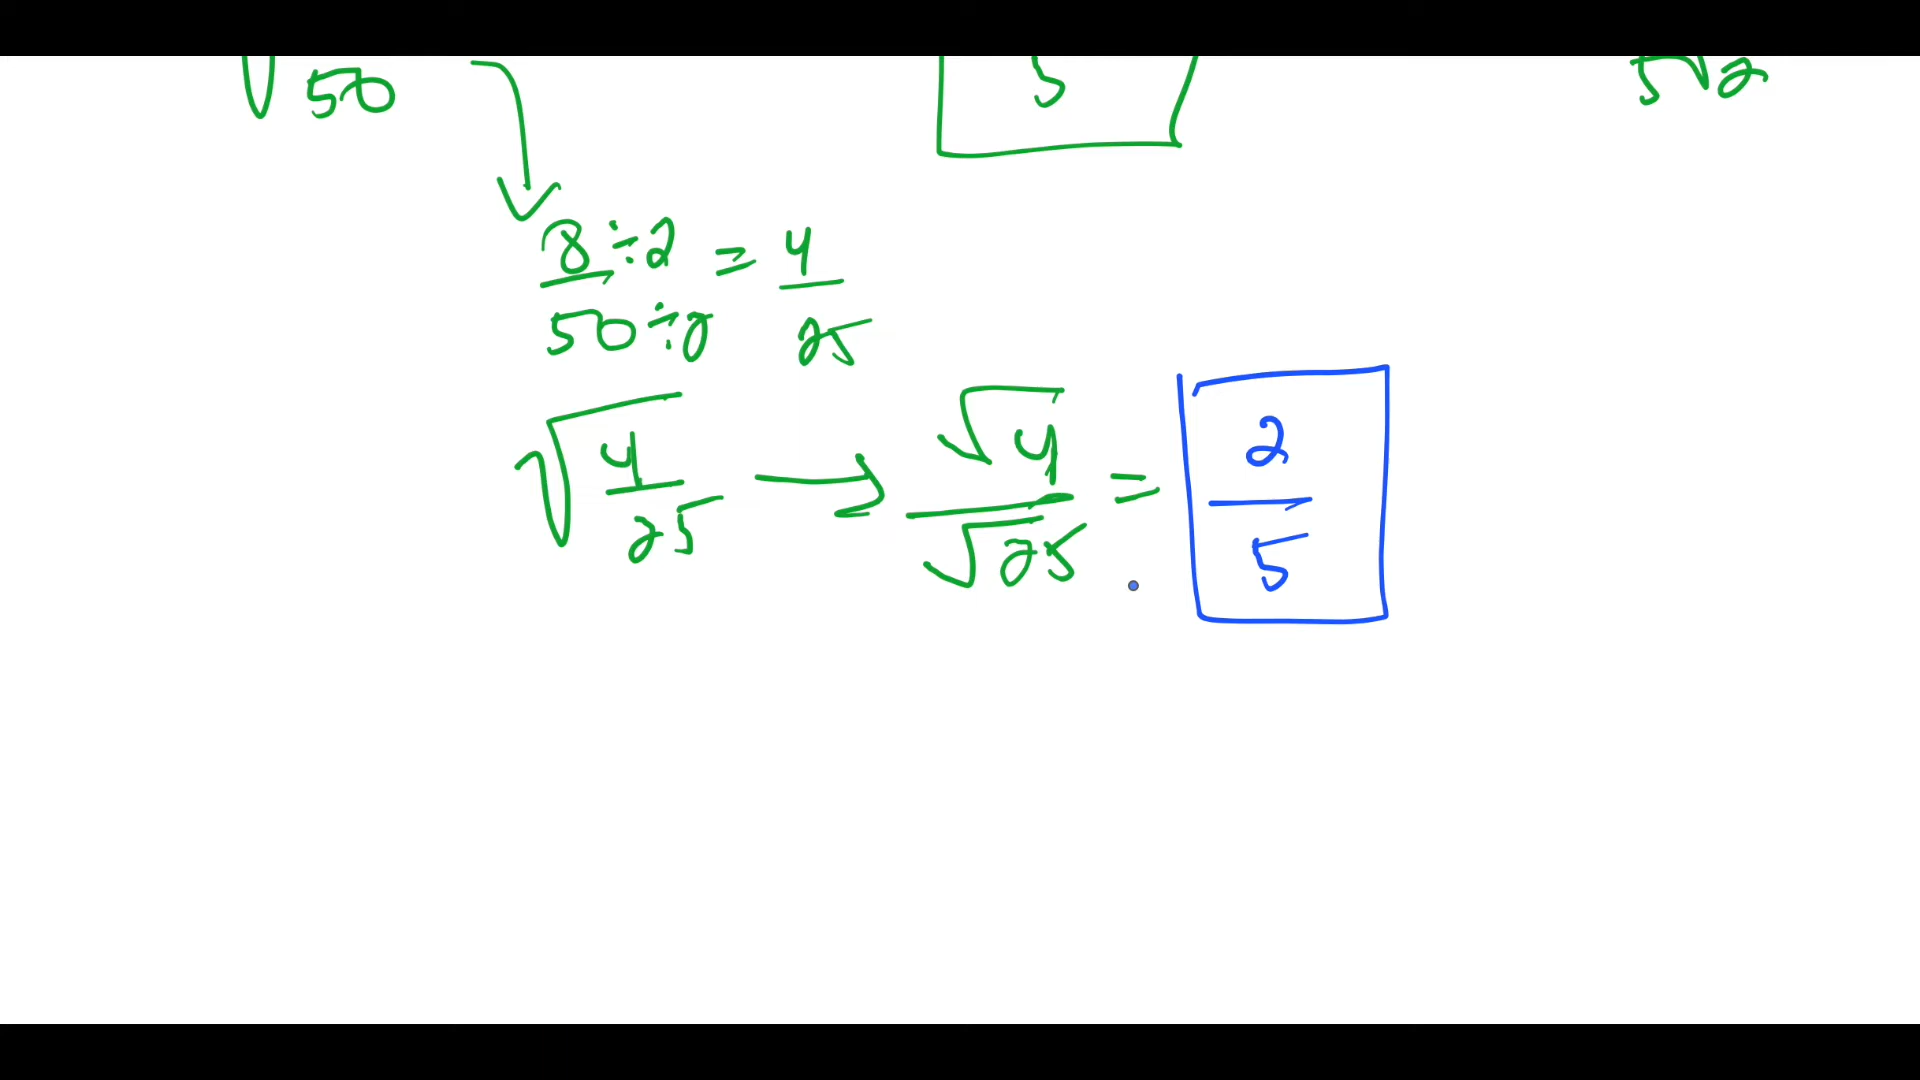 √50 5 5√2
8÷2/50÷2 = 4/25
√(4/25) → √4/√25 = 2/5